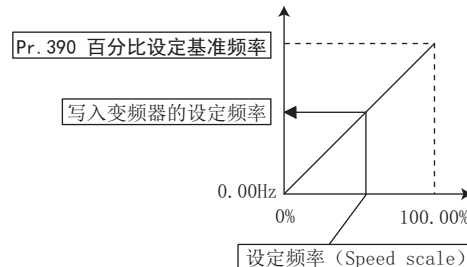 Pr.390 百分比设定基准频率
写入变频器的设定频率
0.00Hz
0%
100.00%
设定频率（Speed scale）